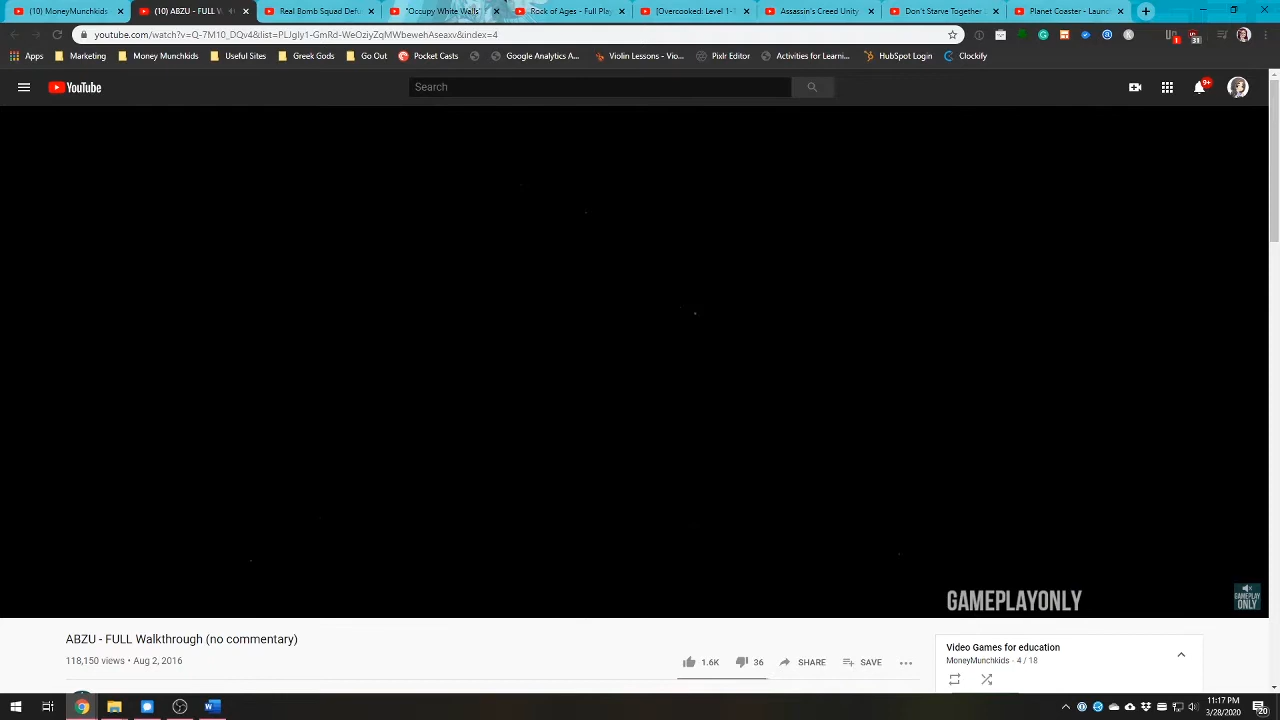 (10) MoneyMunchkids
(10) ABZU - FULL W
Real Bomb Squad Defu
"Occupy White Walls
Rock of Ages – Full Play
[Overcooked: Level 1-
Assassin's Creed Unity
Don't Starve Together
Planet Coaster - Launc
youtube.com/watch?v=Q-7M10_DQv4&list=PLJgIy1-GmRd-WeOziyZqMWbewehAseaxv&index=4
Apps
Marketing
Money Munchkids
Useful Sites
Greek Gods
Go Out
Pocket Casts
Google Analytics A...
Violin Lessons - Vio...
Pixlr Editor
Activities for Learni...
HubSpot Login
Clockify
YouTube
Search
9+
GAMEPLAYONLY
GAMEPLAY
ONLY
ABZU - FULL Walkthrough (no commentary)
118,150 views • Aug 2, 2016
1.6K
36
SHARE
SAVE
Video Games for education
MoneyMunchkids - 4 / 18
11:17 PM
3/28/2020
20